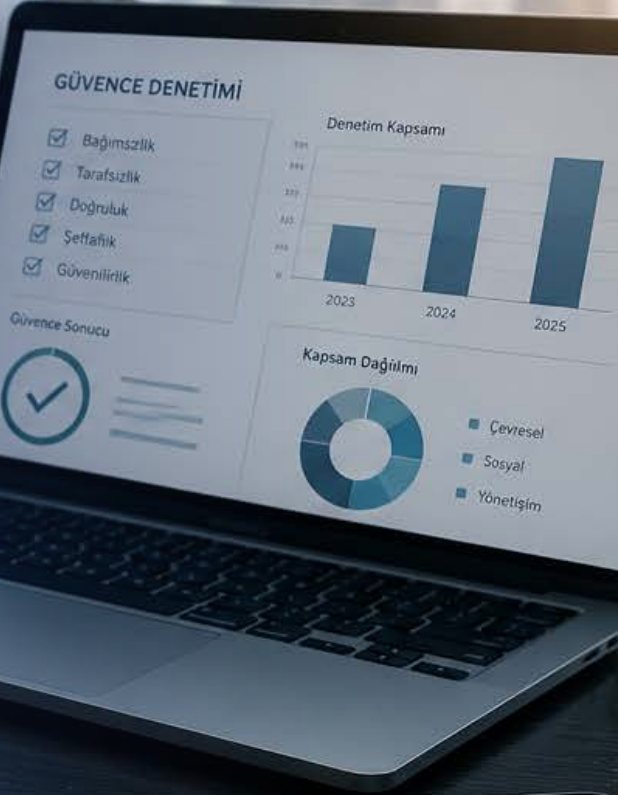 GÜVENCE DENETİMİ
Bağımszlık
Tarafsızlık
Doğruluk
Şeffaflık
Güvenilirlik
Güvence Sonucu
Denetim Kapsamı
2023
2024
2025
Kapsam Dağılımı
Çevresel
Sosyal
Yönetişim